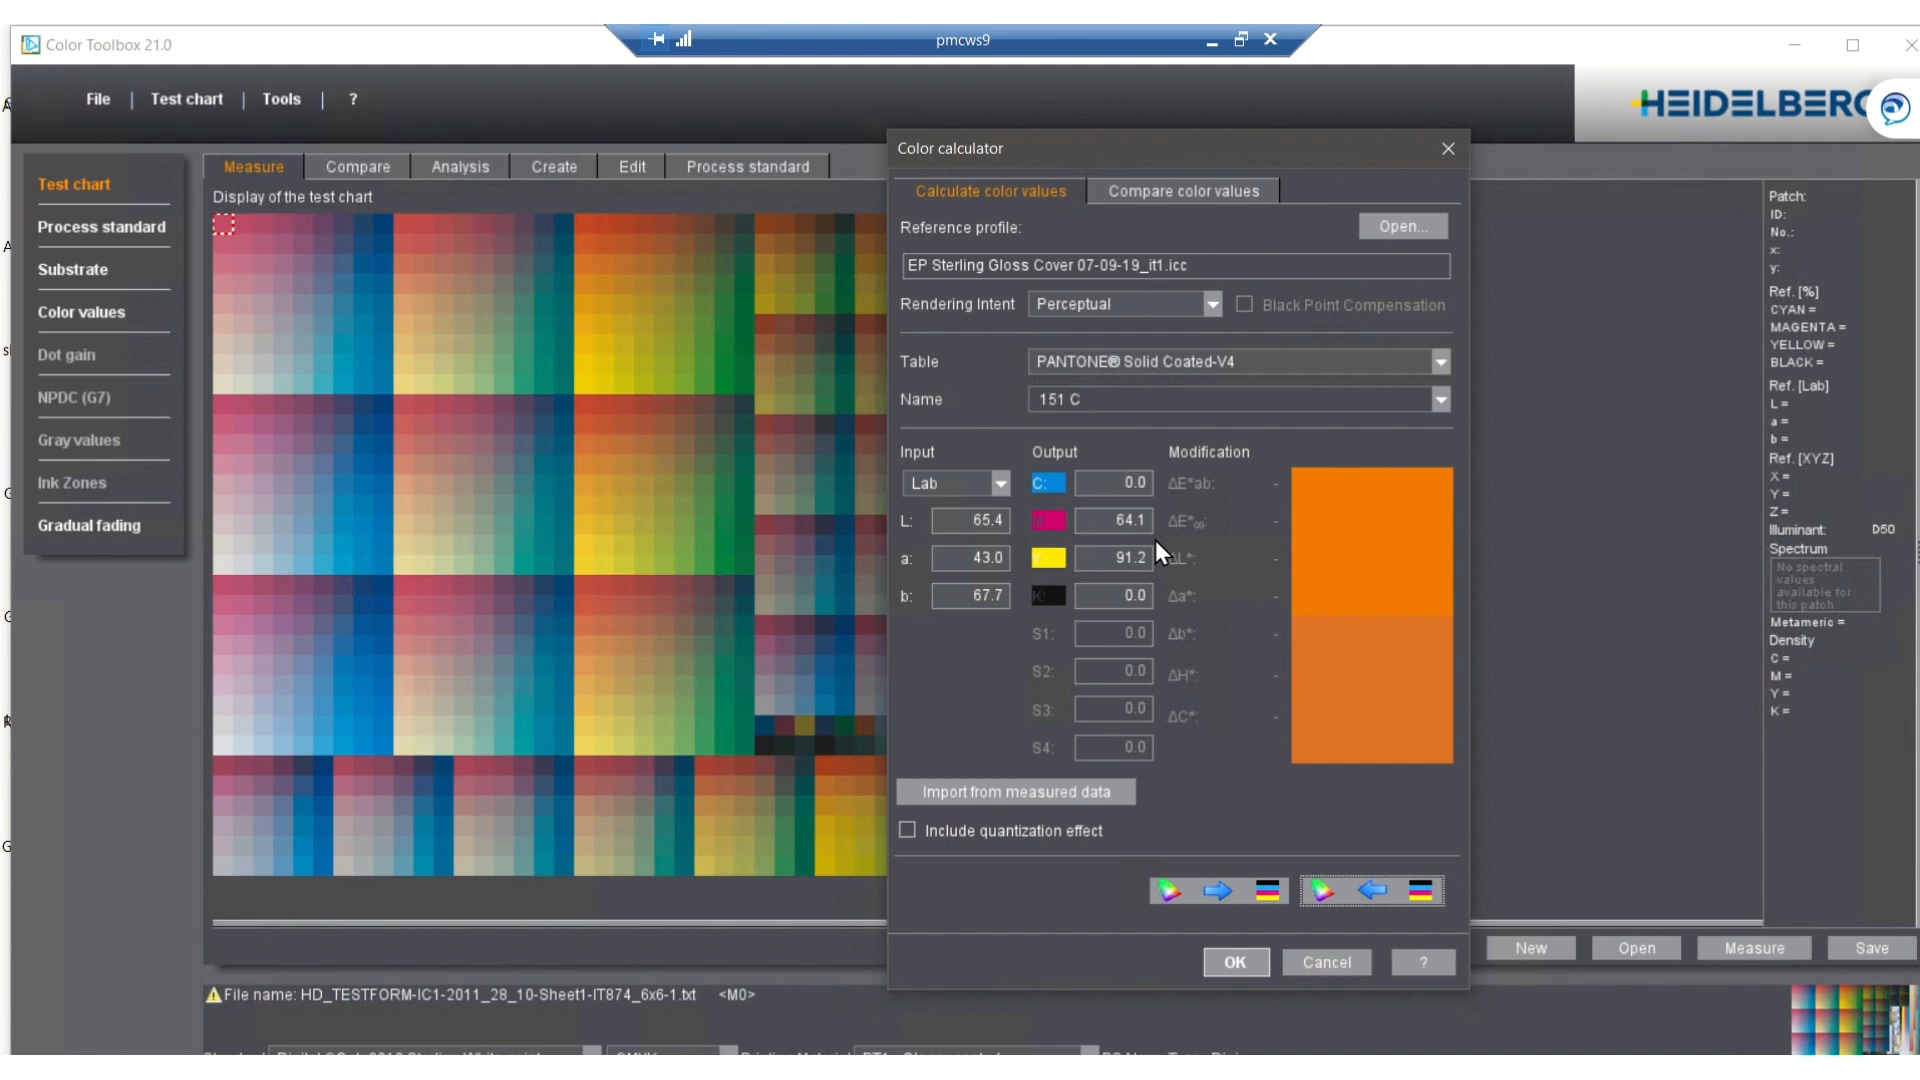 Color Toolbox 21.0
pmcws9
File | Test chart | Tools | ?
HEIDELBERG
Test chart
Process standard
Substrate
Color values
Dot gain
NPDC (G7)
Gray values
Ink Zones
Gradual fading
Measure Compare Analysis Create Edit Process standard
Display of the test chart
Color calculator
Calculate color values Compare color values
Reference profile: Open...
EP Sterling Gloss Cover 07-09-19_it1.icc
Rendering Intent Perceptual Black Point Compensation
Table PANTONE® Solid Coated-V4
Name 151 C
Input Output Modification
Lab C: 0.0 ΔE*ab: -
L: 65.4 64.1 ΔE*₀₀: -
a: 43.0 91.2 ΔL*: -
b: 67.7 K: 0.0 Δa*: -
S1: 0.0 Δb*: -
S2: 0.0 ΔH*: -
S3: 0.0 ΔC*: -
S4: 0.0
Import from measured data
Include quantization effect
OK Cancel ?
Patch:
ID:
No.:
x:
y:
Ref. [%]
CYAN =
MAGENTA =
YELLOW =
BLACK =
Ref. [Lab]
L =
a =
b =
Ref. [XYZ]
X =
Y =
Z =
Illuminant: D50
Spectrum
No spectral
values
available for
this patch
Metameric =
Density
C =
M =
Y =
K =
New Open Measure Save
File name: HD_TESTFORM-IC1-2011_28_10-Sheet1-IT874_6x6-1.txt <M0>